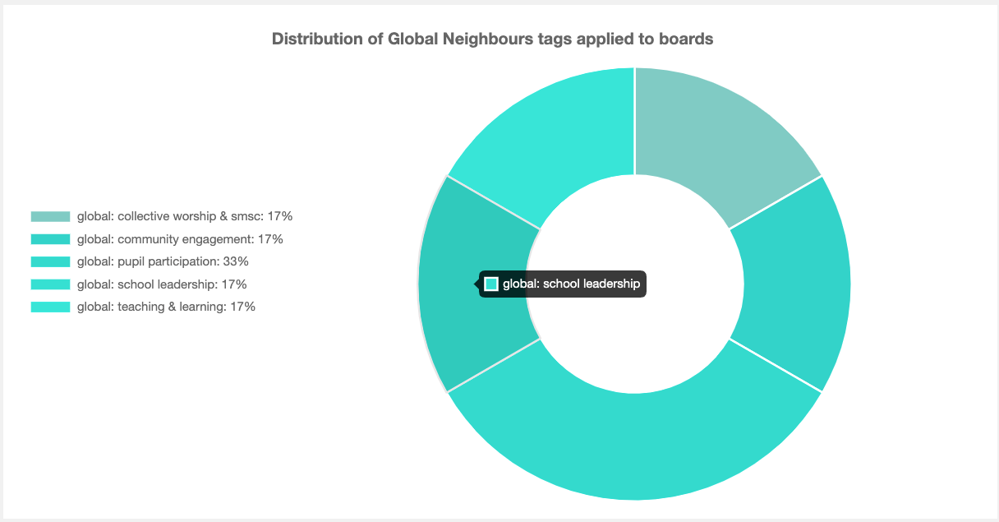 Distribution of Global Neighbours tags applied to boards
global: collective worship & smsc: 17%
global: community engagement: 17%
global: pupil participation: 33%
global: school leadership: 17%
global: teaching & learning: 17%
global: school leadership